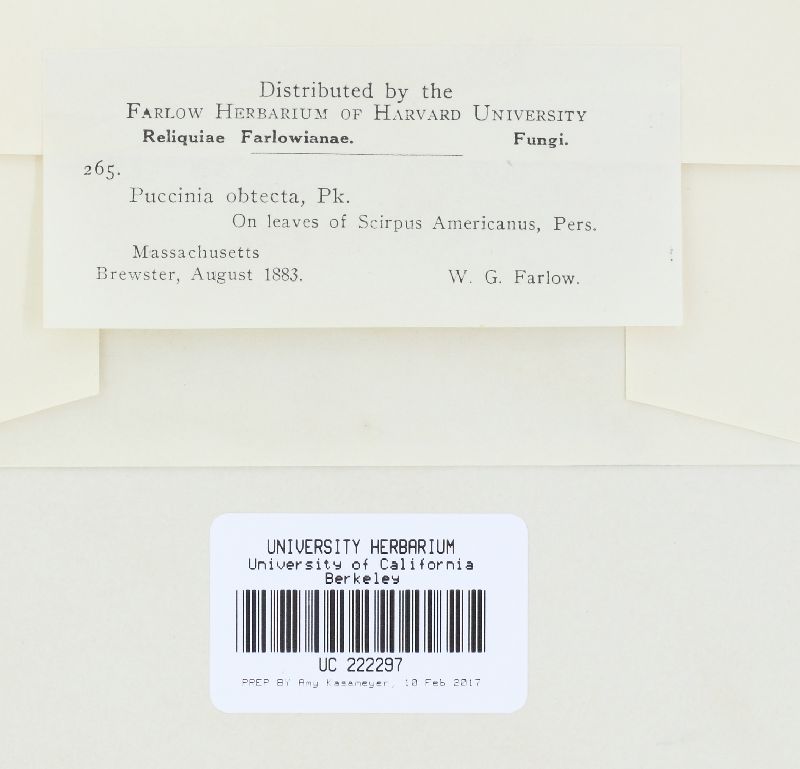 Distributed by the
FARLOW HERBARIUM OF HARVARD UNIVERSITY
Reliquiae Farlowianae. Fungi.
265.
Puccinia obtecta, Pk.
On leaves of Scirpus Americanus, Pers.
Massachusetts
Brewster, August 1883. W. G. Farlow.
UNIVERSITY HERBARIUM
University of California
Berkeley
UC 222297
PREP BY Amy Kasameyer, 10 Feb 2017